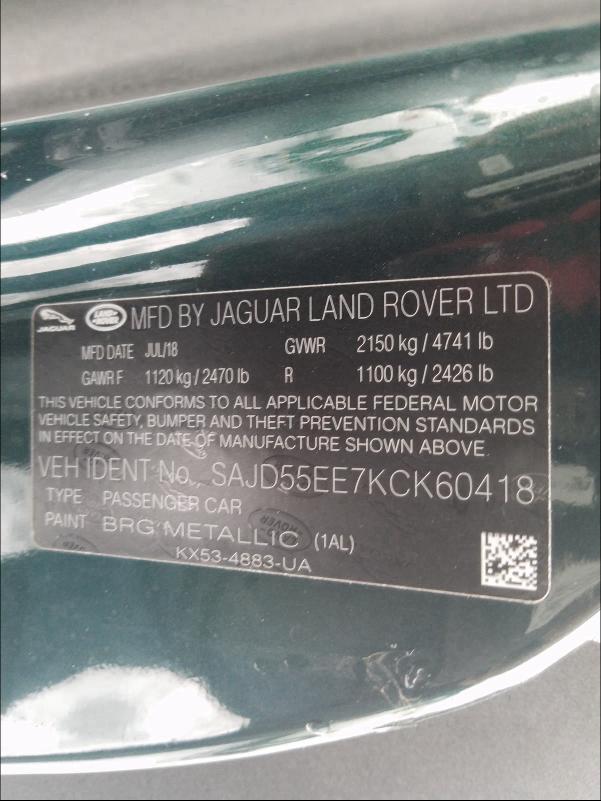 JAGUAR LAND ROVER MFD BY JAGUAR LAND ROVER LTD
MFD DATE JUL/18 GVWR 2150 kg / 4741 lb
GAWR F 1120 kg / 2470 lb R 1100 kg / 2426 lb
THIS VEHICLE CONFORMS TO ALL APPLICABLE FEDERAL MOTOR
VEHICLE SAFETY, BUMPER AND THEFT PREVENTION STANDARDS
IN EFFECT ON THE DATE OF MANUFACTURE SHOWN ABOVE.
VEH IDENT No. SAJD55EE7KCK60418
TYPE PASSENGER CAR
PAINT BRG METALLIC (1AL)
KX53-4883-UA